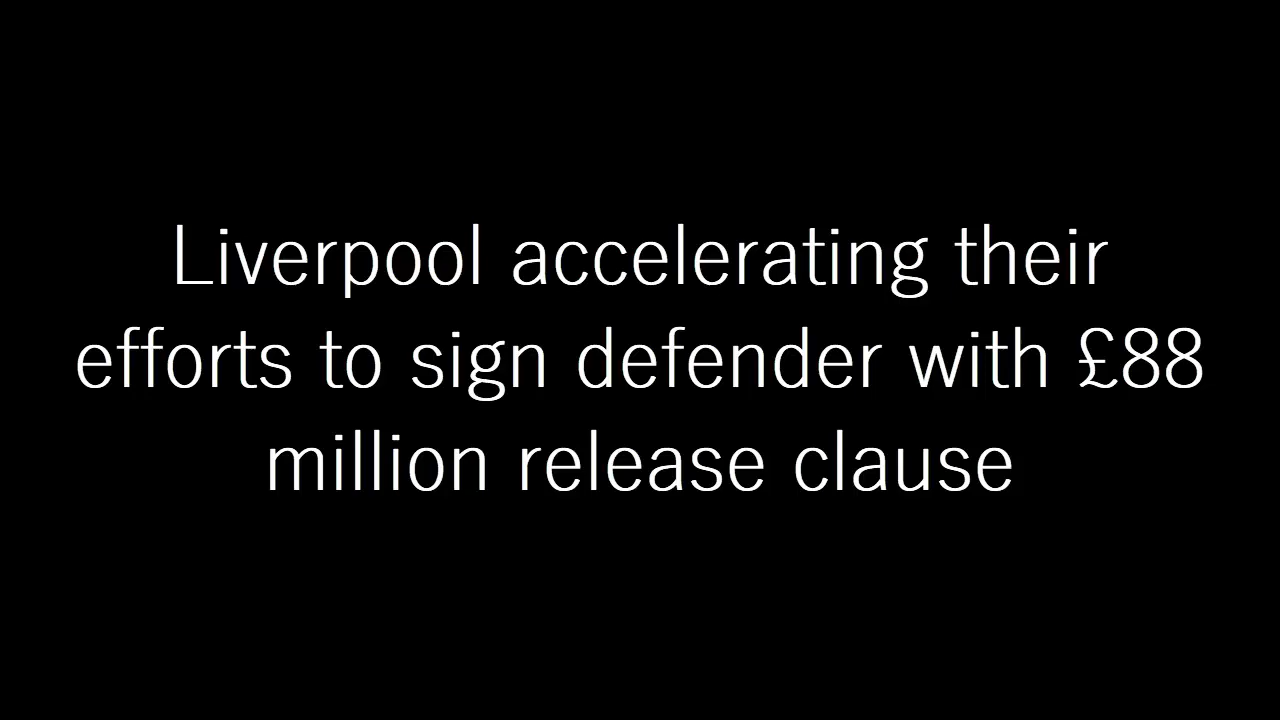 Liverpool accelerating their
efforts to sign defender with £88
million release clause